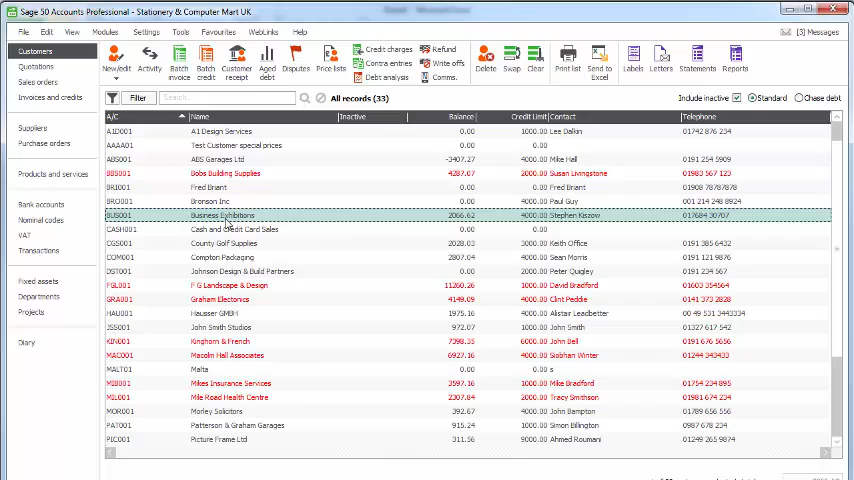 Sage 50 Accounts Professional - Stationery & Computer Mart UK
File Edit View Modules Settings Tools Favourites WebLinks Help [3] Messages
Customers
Quotations
Sales orders
Invoices and credits
Suppliers
Purchase orders
Products and services
Bank accounts
Nominal codes
VAT
Transactions
Fixed assets
Departments
Projects
Diary
New/edit
Activity
Batch invoice
Batch credit
Customer receipt
Aged debt
Disputes
Price lists
Credit charges
Contra entries
Debt analysis
Refund
Write offs
Comms.
Delete
Swap
Clear
Print list
Send to Excel
Labels
Letters
Statements
Reports
Filter Search All records (33) Include inactive Standard Chase debt
A/C Name Inactive Balance Credit Limit Contact Telephone
A1D001 A1 Design Services 0.00 1000.00 Lee Dalkin 01742 876 234
AAAA01 Test Customer special prices 0.00 0.00
ABS001 ABS Garages Ltd -3407.27 4000.00 Mike Hall 0191 254 5909
BBS001 Bobs Building Supplies 4287.07 2000.00 Susan Livingstone 01983 567 123
BRI001 Fred Briant 0.00 0.00 Fred Briant 01908 78787878
BRO001 Bronson Inc 0.00 4000.00 Paul Guy 001 214 248 8924
BUS001 Business Exhibitions 2066.62 4000.00 Stephen Kiszow 017684 30707
CASH001 Cash and Credit Card Sales 0.00 0.00
CGS001 County Golf Supplies 2028.03 3000.00 Keith Office 0191 385 6432
COM001 Compton Packaging 2807.04 4000.00 Sean Morris 0191 121 9876
DST001 Johnson Design & Build Partners 0.00 2000.00 Peter Quigley 0191 234 567
FGL001 F G Landscape & Design 11260.26 1000.00 David Bradford 01603 354564
GRA001 Graham Electonics 4149.09 1000.00 Clint Peddie 0141 373 2828
HAU001 Hausser GMBH 1975.16 4000.00 Alistair Leadbetter 00 49 531 3443334
JSS001 John Smith Studios 972.07 1000.00 John Smith 01327 617 542
KIN001 Kinghorn & French 7398.35 6000.00 John Bell 0191 676 5656
MAC001 Macolm Hall Associates 6927.16 4000.00 Siobhan Winter 01244 343433
MALT01 Malta 0.00 0.00 s
MIB001 Mikes Insurance Services 3597.16 1000.00 Mike Bradford 01754 234 895
MIL001 Mile Road Health Centre 2307.84 2000.00 Tracy Smithson 01981 674 234
MOR001 Morley Solicitors 392.67 4000.00 John Bampton 01789 656 556
PAT001 Patterson & Graham Garages 915.24 1000.00 Simon Billington 0987 678 234
PIC001 Picture Frame Ltd 311.56 9000.00 Ahmed Roumani 01249 265 9874